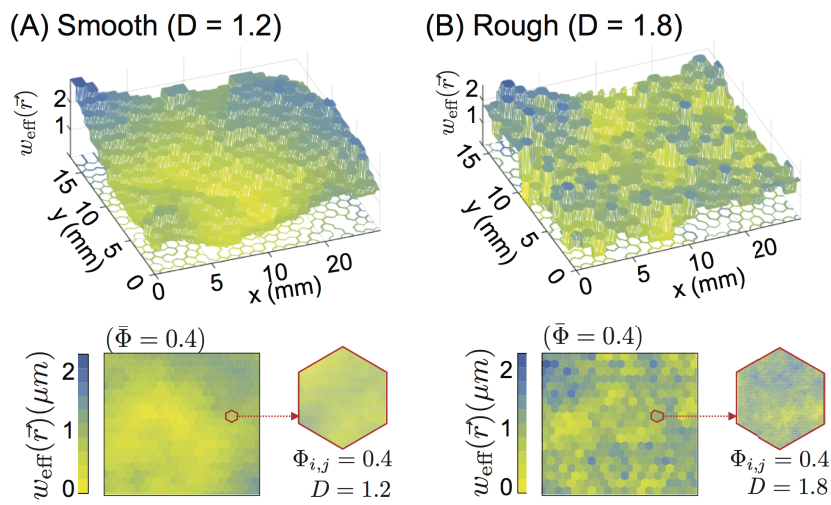 (A) Smooth (D = 1.2)
w_eff(r⃗)
2
1
15
10
5
0
y (mm)
0
5
10
20
x (mm)
(B) Rough (D = 1.8)
w_eff(r⃗)
2
1
15
10
5
0
y (mm)
0
5
10
20
x (mm)
(Φ̄ = 0.4)
w_eff(r⃗)(μm)
2
1
0
Φ_i,j = 0.4
D = 1.2
(Φ̄ = 0.4)
w_eff(r⃗)(μm)
2
1
0
Φ_i,j = 0.4
D = 1.8